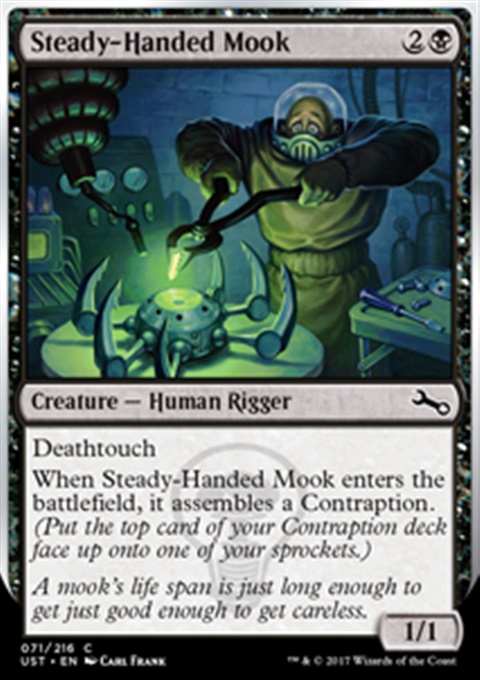 Steady-Handed Mook 2
Creature — Human Rigger
Deathtouch
When Steady-Handed Mook enters the
battlefield, it assembles a Contraption.
(Put the top card of your Contraption deck
face up onto one of your sprockets.)
A mook's life span is just long enough to
get just good enough to get careless.
1/1
071/216 C
UST • EN Carl Frank
™ & © 2017 Wizards of the Coast